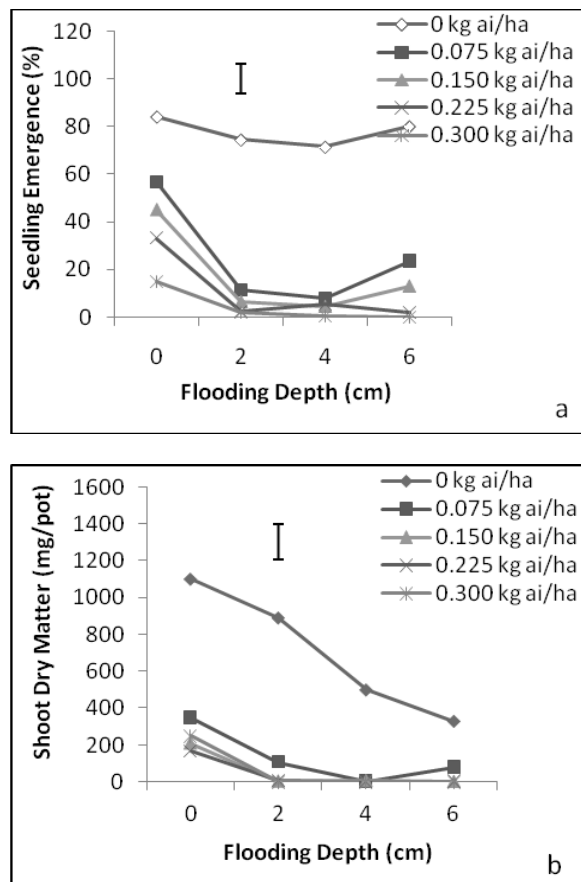 120
100
80
60
40
20
0
Seedling Emergence (%)
0 kg ai/ha
0.075 kg ai/ha
0.150 kg ai/ha
0.225 kg ai/ha
0.300 kg ai/ha
0 2 4 6
Flooding Depth (cm)
a
1600
1400
1200
1000
800
600
400
200
0
Shoot Dry Matter (mg/pot)
0 kg ai/ha
0.075 kg ai/ha
0.150 kg ai/ha
0.225 kg ai/ha
0.300 kg ai/ha
0 2 4 6
Flooding Depth (cm)
b